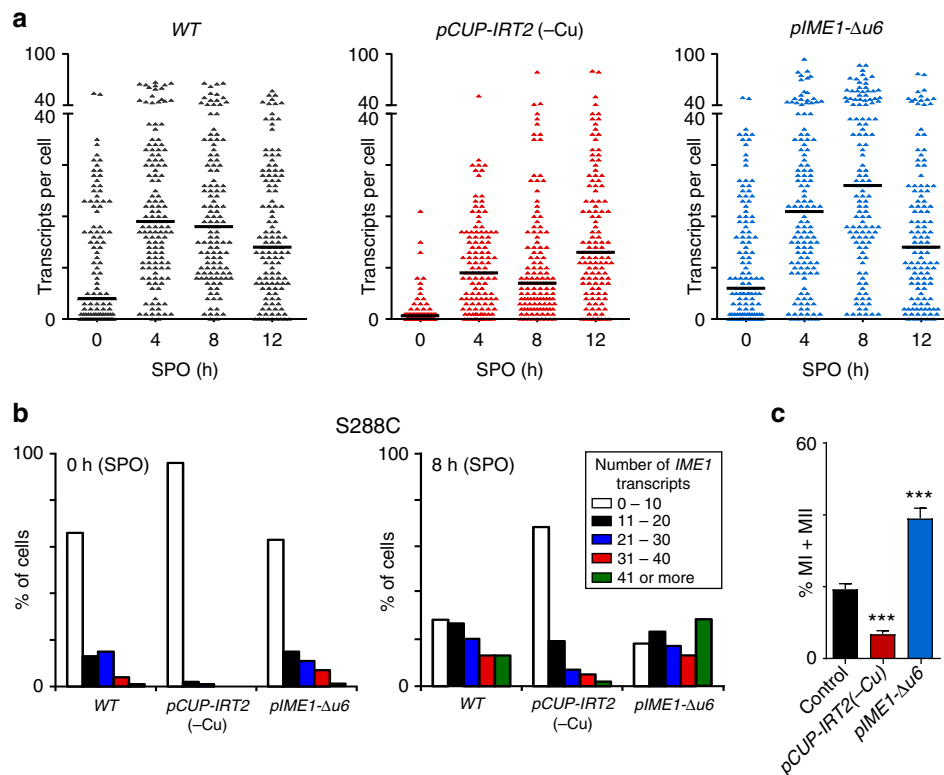 a
WT
pCUP-IRT2 (–Cu)
pIME1-Δu6
Transcripts per cell
100
40
40
0
0 4 8 12
SPO (h)
Transcripts per cell
100
40
40
0
0 4 8 12
SPO (h)
Transcripts per cell
100
40
40
0
0 4 8 12
SPO (h)
b
S288C
% of cells
100
0
0 h (SPO)
WT
pCUP-IRT2
(–Cu)
pIME1-Δu6
% of cells
100
0
8 h (SPO)
Number of IME1
transcripts
0 – 10
11 – 20
21 – 30
31 – 40
41 or more
WT
pCUP-IRT2
(–Cu)
pIME1-Δu6
c
% MI + MII
60
0
***
***
Control
pCUP-IRT2(–Cu)
pIME1-Δu6